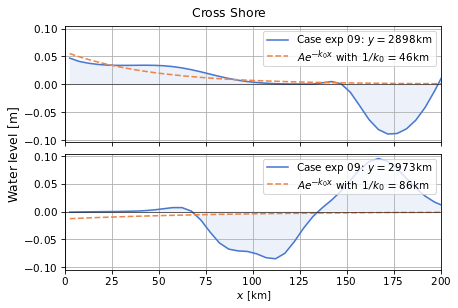 Cross Shore
Water level [m]
0.10
0.05
0.00
−0.05
−0.10
Case exp 09: y = 2898km
Ae^{−k₀x} with 1/k₀ = 46km
0.10
0.05
0.00
−0.05
−0.10
Case exp 09: y = 2973km
Ae^{−k₀x} with 1/k₀ = 86km
0 25 50 75 100 125 150 175 200
x [km]